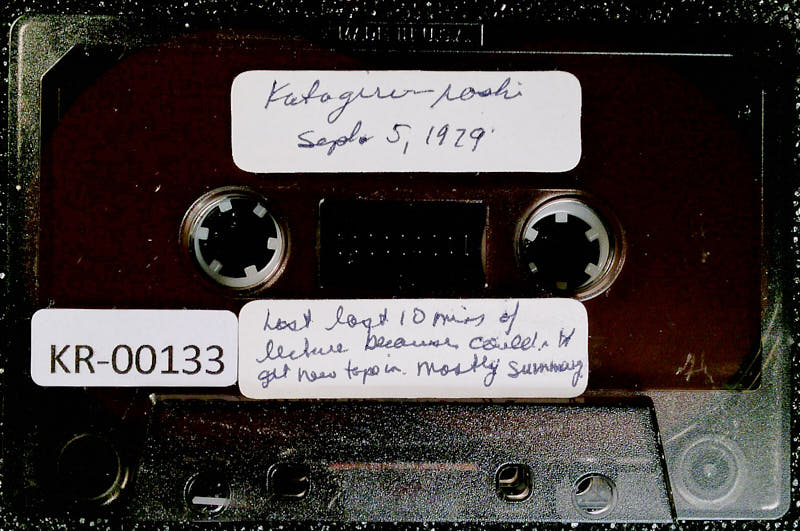 MADE IN U.S.A.
Katagiri-roshi
Sept. 5, 1979
KR-00133
Lost last 10 mins of
lecture because couldn't
get new tape in. Mostly summary